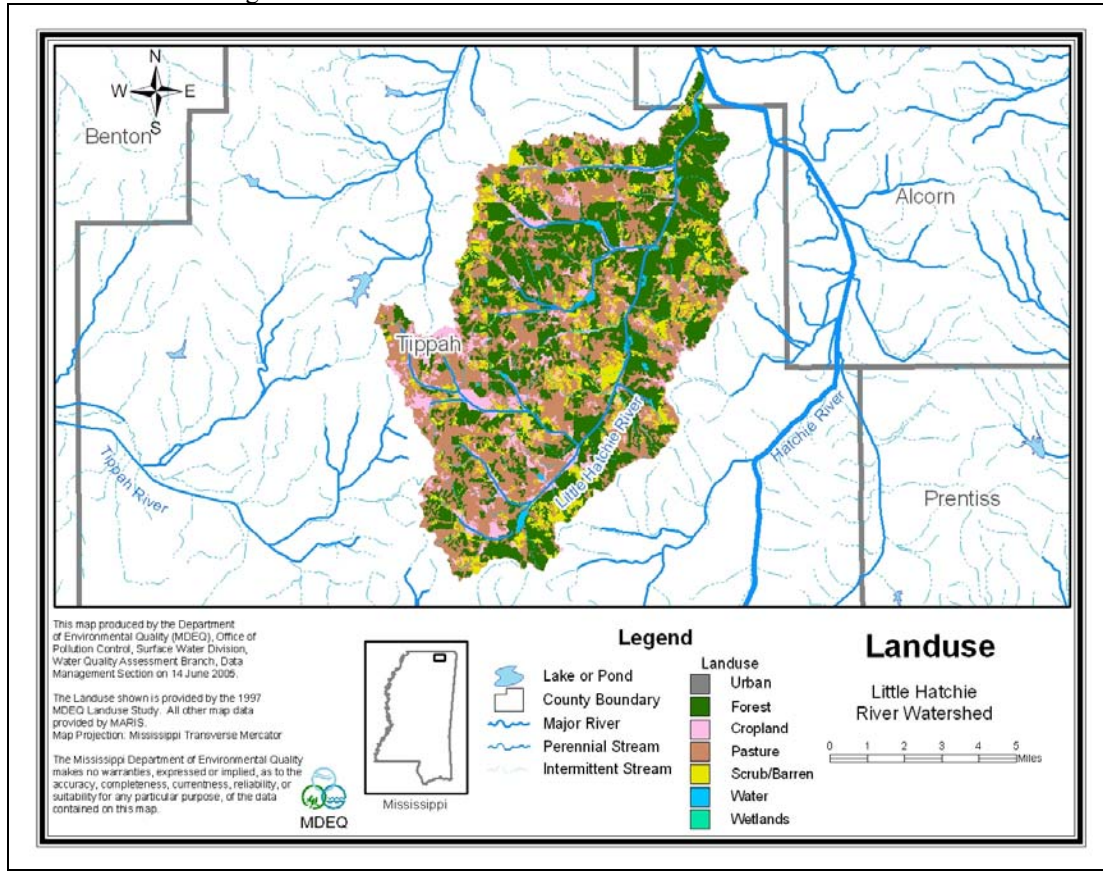 N
W E
S
Benton
Alcorn
Tippah
Little Hatchie River
Hatchie River
Tippah River
Prentiss
This map produced by the Department
of Environmental Quality (MDEQ), Office of
Pollution Control, Surface Water Division,
Water Quality Assessment Branch, Data
Management Section on 14 June 2005.
The Landuse shown is provided by the 1997
MDEQ Landuse Study. All other map data
provided by MARIS.
Map Projection: Mississippi Transverse Mercator
The Mississippi Department of Environmental Quality
makes no warranties, expressed or implied, as to the
accuracy, completeness, currentness, reliability, or
suitability for any particular purpose, of the data
contained on this map.
MDEQ
Mississippi
Legend
Lake or Pond
County Boundary
Major River
Perennial Stream
Intermittent Stream
Landuse
Urban
Forest
Cropland
Pasture
Scrub/Barren
Water
Wetlands
Landuse
Little Hatchie
River Watershed
0 1 2 3 4 5
Miles